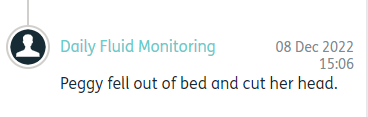 Daily Fluid Monitoring 08 Dec 2022
15:06
Peggy fell out of bed and cut her head.